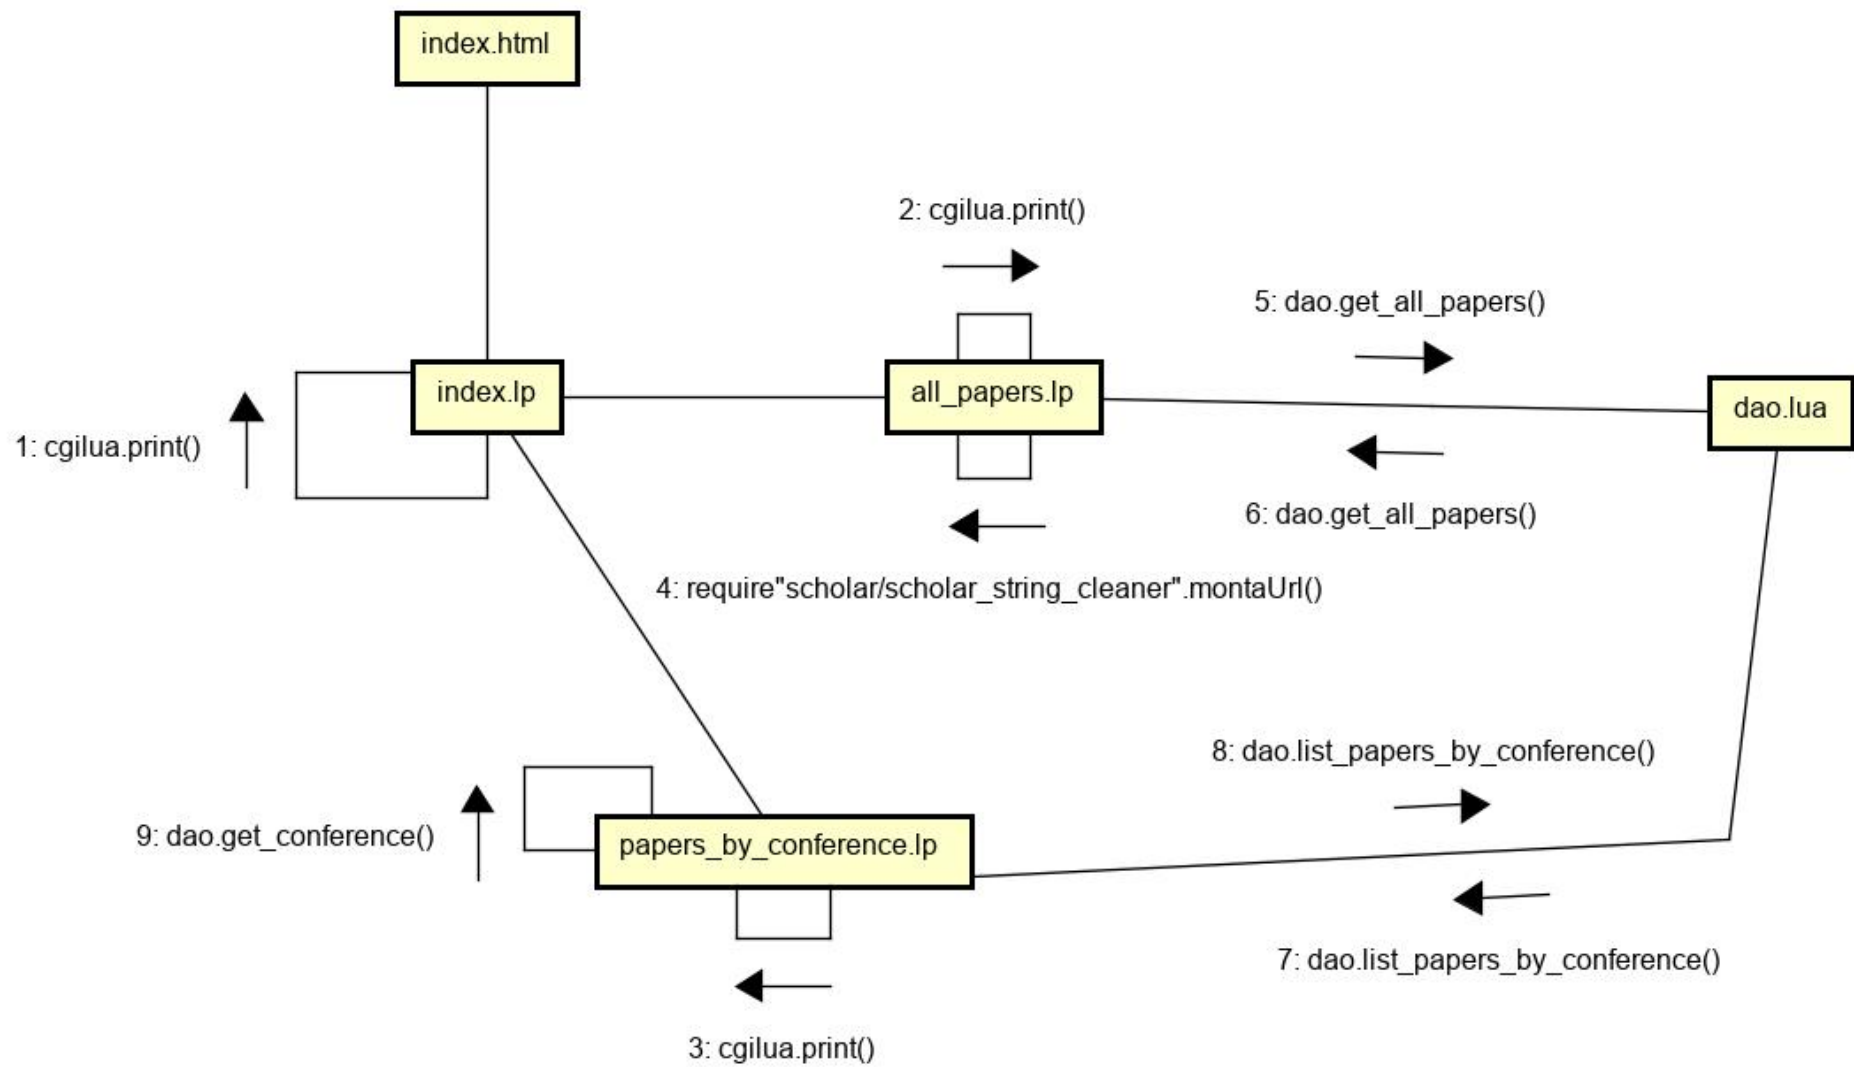 index.html
2: cgilua.print()
5: dao.get_all_papers()
index.lp
all_papers.lp
dao.lua
1: cgilua.print()
6: dao.get_all_papers()
4: require"scholar/scholar_string_cleaner".montaUrl()
8: dao.list_papers_by_conference()
9: dao.get_conference()
papers_by_conference.lp
7: dao.list_papers_by_conference()
3: cgilua.print()